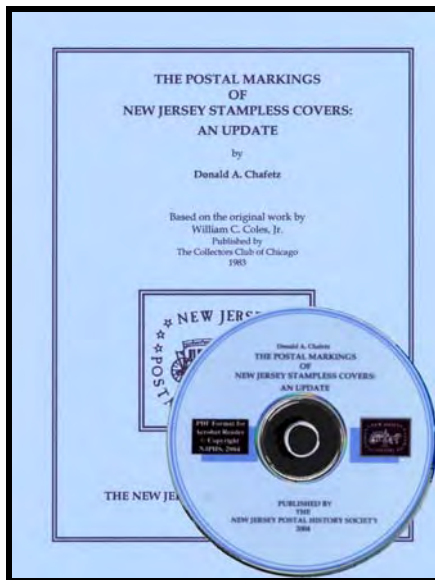 THE POSTAL MARKINGS
OF
NEW JERSEY STAMPLESS COVERS:
AN UPDATE
by
Donald A. Chafetz
Based on the original work by
William C. Coles, Jr.
Published by
The Collectors Club of Chicago
1983
NEW JERS
POST
THE NEW JE
Donald A. Chafetz
THE POSTAL MARKINGS
OF
NEW JERSEY STAMPLESS COVERS:
AN UPDATE
PDF Format for
Acrobat Reader
© Copyright
NJPHS, 2004
PUBLISHED BY
THE
NEW JERSEY POSTAL HISTORY SOCIETY
2004